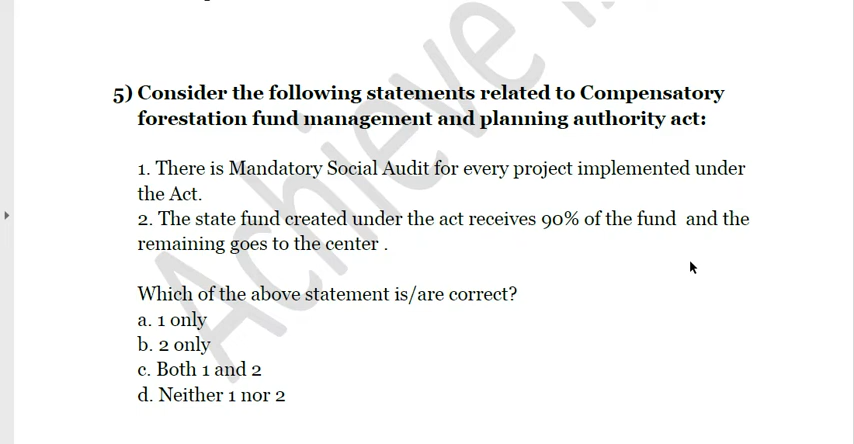 5) Consider the following statements related to Compensatory
forestation fund management and planning authority act:
1. There is Mandatory Social Audit for every project implemented under
the Act.
2. The state fund created under the act receives 90% of the fund and the
remaining goes to the center .
Which of the above statement is/are correct?
a. 1 only
b. 2 only
c. Both 1 and 2
d. Neither 1 nor 2
Achieve